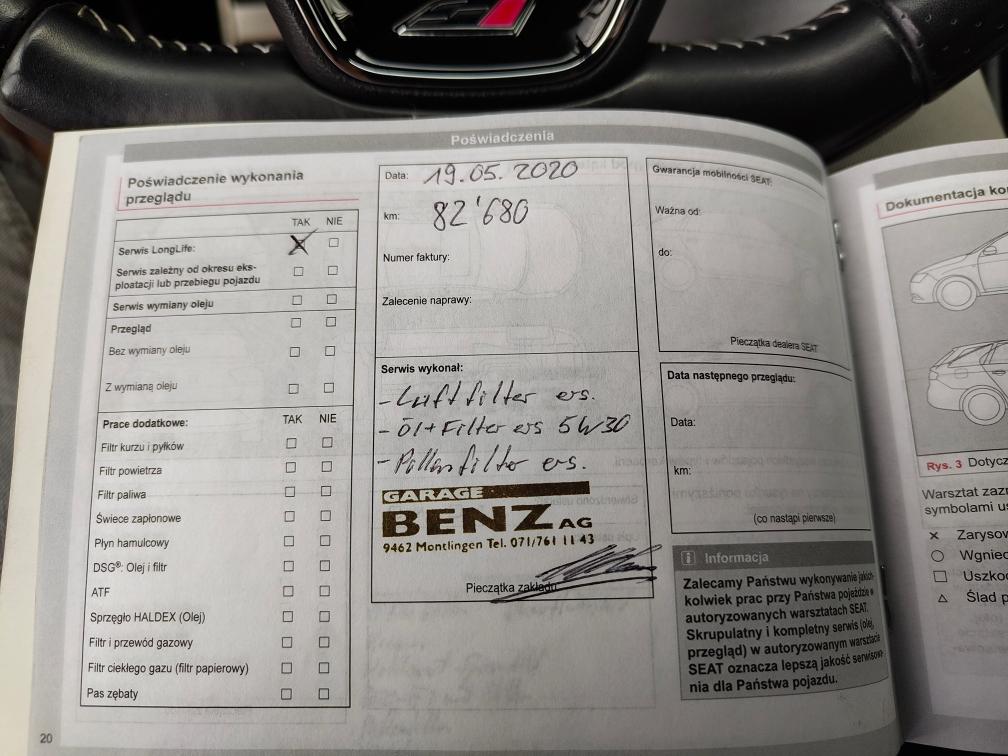 Poświadczenia
Poświadczenie wykonania
przeglądu
TAK NIE
Serwis LongLife: X
Serwis zależny od okresu eks-
ploatacji lub przebiegu pojazdu
Serwis wymiany oleju
Przegląd
Bez wymiany oleju
Z wymianą oleju
Prace dodatkowe: TAK NIE
Filtr kurzu i pyłków
Filtr powietrza
Filtr paliwa
Świece zapłonowe
Płyn hamulcowy
DSG®: Olej i filtr
ATF
Sprzęgło HALDEX (Olej)
Filtr i przewód gazowy
Filtr ciekłego gazu (filtr papierowy)
Pas zębaty
20
Data: 19.05.2020
km: 82'680
Numer faktury:
Zalecenie naprawy:
Serwis wykonał:
- Luftfilter ers.
- Öl+Filter ers 5W30
- Pollenfilter ers.
GARAGE
BENZ AG
9462 Montlingen Tel. 071/761 11 43
Pieczątka zakładu
Gwarancja mobilności SEAT:
Ważna od:
do:
Pieczątka dealera SEAT
Data następnego przeglądu:
Data:
km:
(co nastąpi pierwsze)
i Informacja
Zalecamy Państwu wykonywanie jakich-
kolwiek prac przy Państwa pojeździe w
autoryzowanych warsztatach SEAT.
Skrupulatny i kompletny serwis (olej,
przegląd) w autoryzowanym warsztacie
SEAT oznacza lepszą jakość serwisowa-
nia dla Państwa pojazdu.
Dokumentacja
Rys. 3
Warsztat
symbolami
Ślad